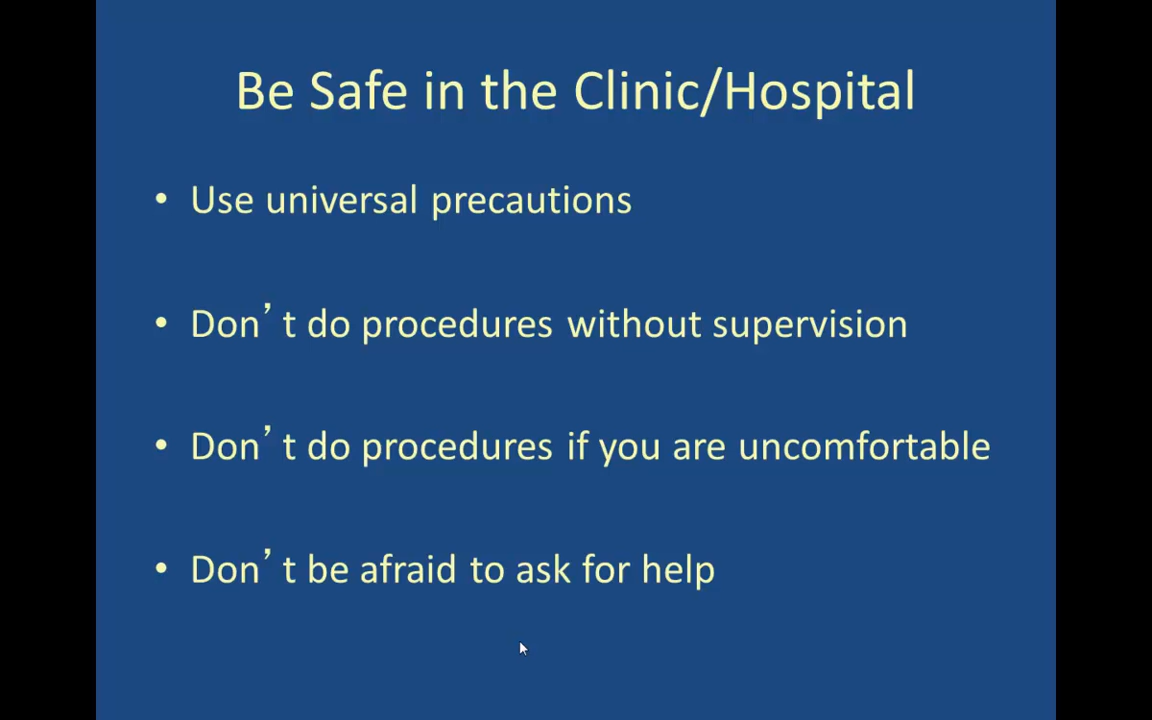 Be Safe in the Clinic/Hospital
• Use universal precautions
• Don’t do procedures without supervision
• Don’t do procedures if you are uncomfortable
• Don’t be afraid to ask for help